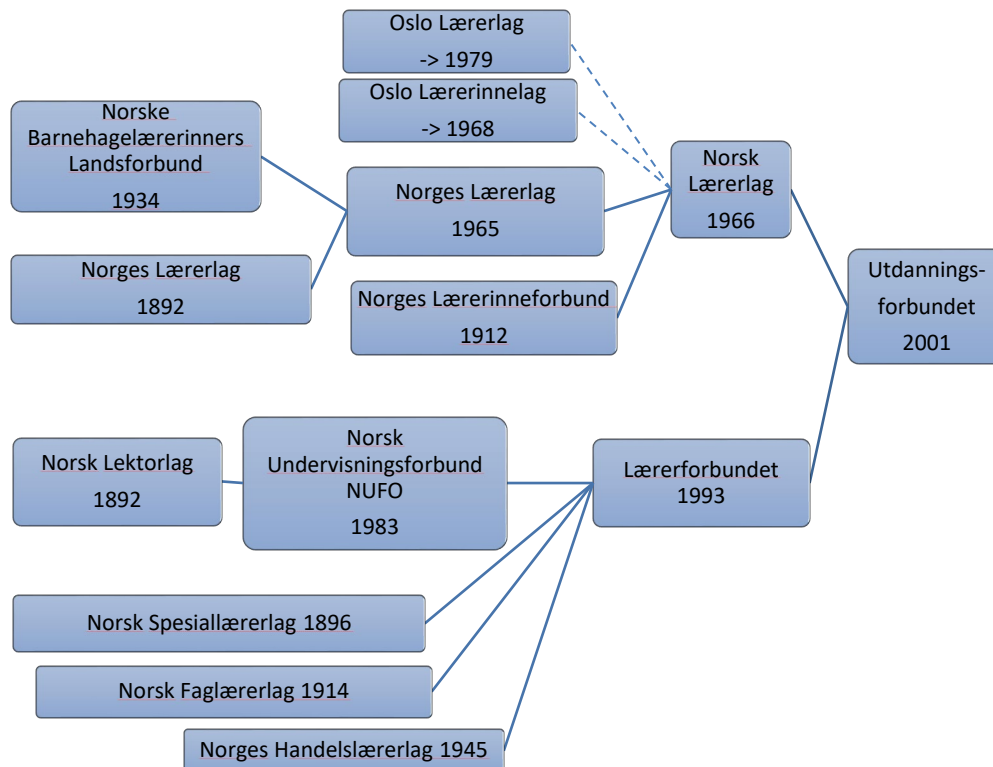 Oslo Lærerlag
-> 1979
Oslo Lærerinnelag
-> 1968
Norske
Barnehagelærerinners
Landsforbund
1934
Norges Lærerlag
1965
Norsk
Lærerlag
1966
Norges Lærerlag
1892
Norges Lærerinneforbund
1912
Utdannings-
forbundet
2001
Norsk Lektorlag
1892
Norsk
Undervisningsforbund
NUFO
1983
Lærerforbundet
1993
Norsk Spesiallærerlag 1896
Norsk Faglærerlag 1914
Norges Handelslærerlag 1945